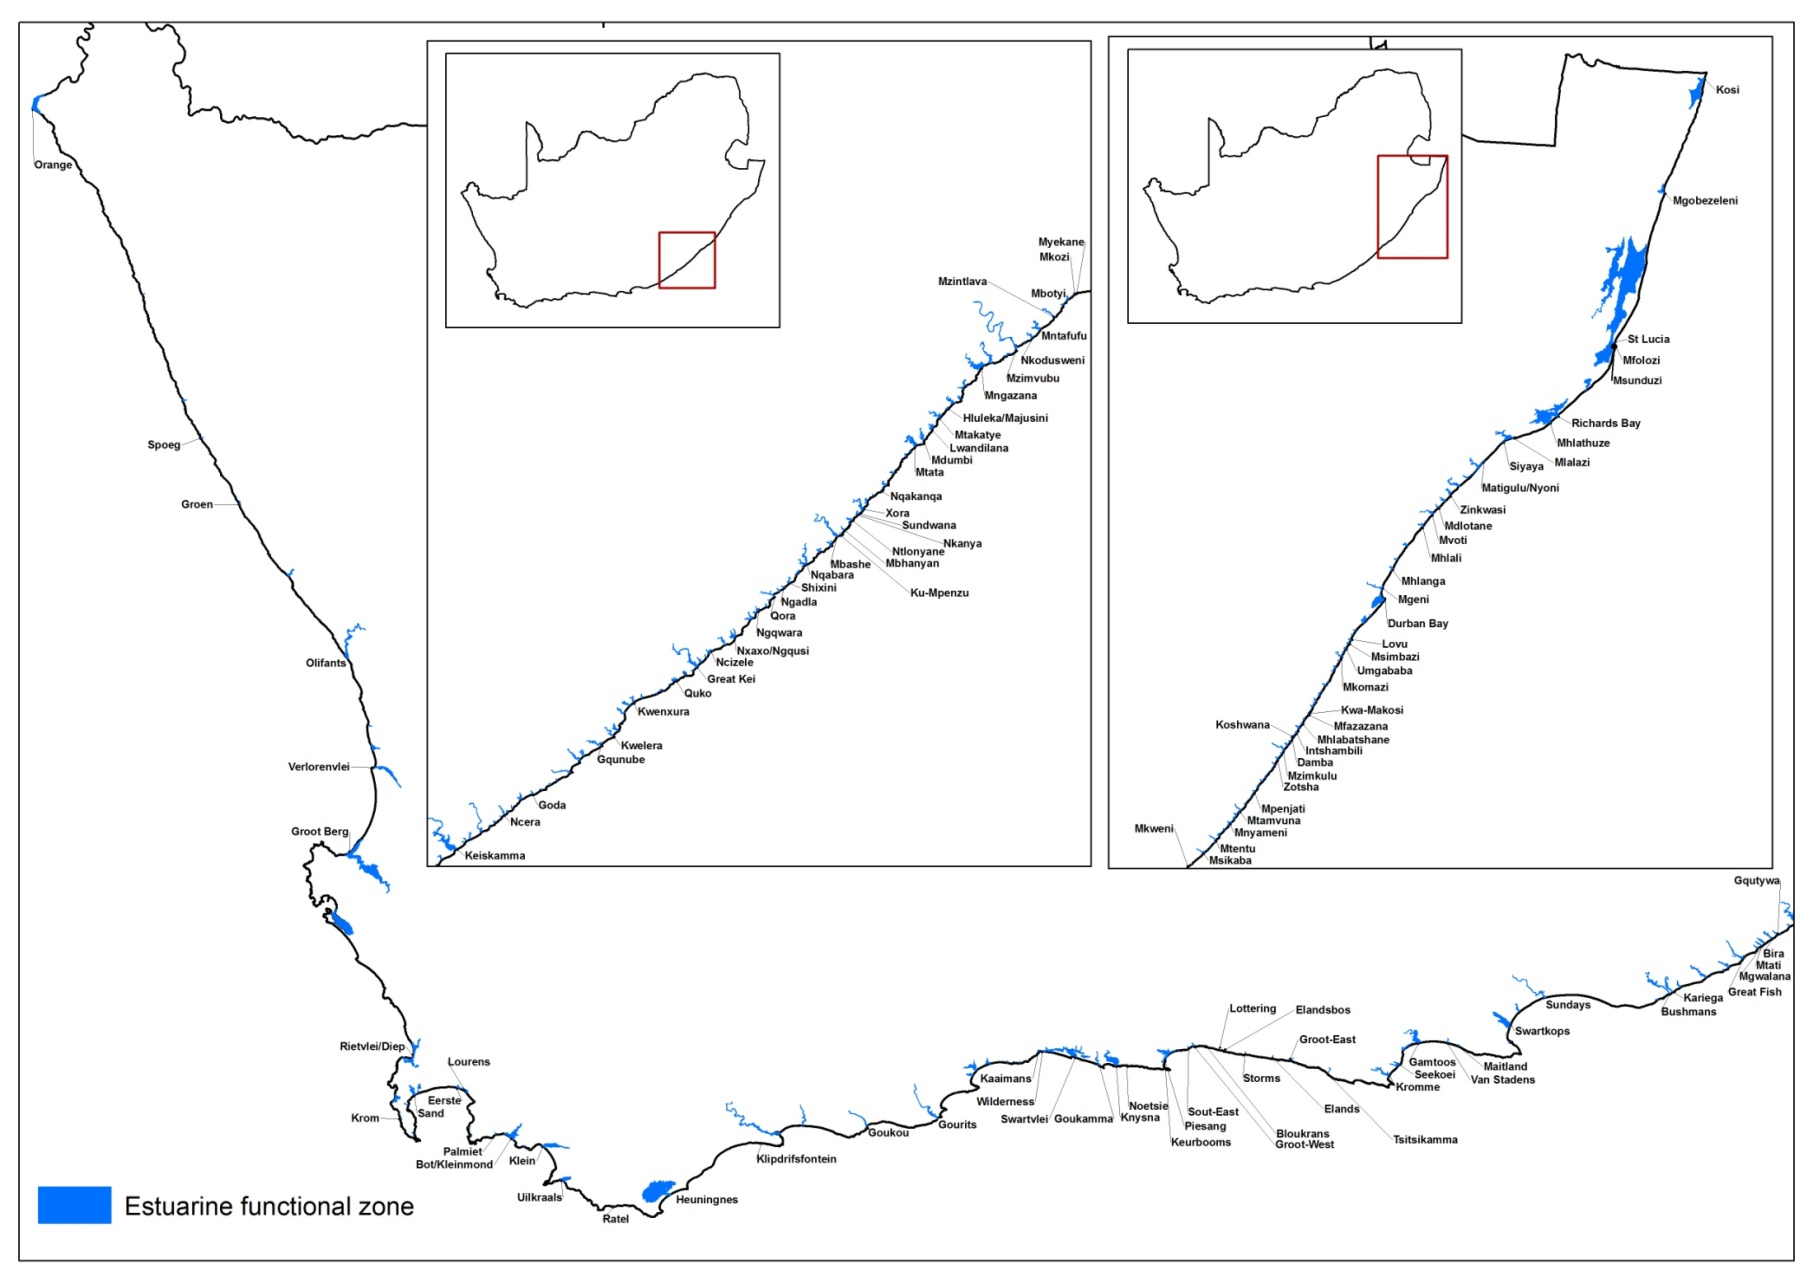 Orange
Spoeg
Groen
Olifants
Verlorenvlei
Groot Berg
Rietvlei/Diep
Lourens
Eerste
Sand
Krom
Palmiet
Bot/Kleinmond
Klein
Uilkraals
Ratel
Heuningnes
Klipdrifsfontein
Goukou
Gourits
Kaaimans
Wilderness
Swartvlei
Goukamma
Knysna
Noetsie
Keurbooms
Piesang
Sout-East
Lottering
Elandsbos
Groot-East
Storms
Bloukrans
Groot-West
Elands
Tsitsikamma
Kromme
Seekoei
Gamtoos
Van Stadens
Maitland
Swartkops
Sundays
Bushmans
Kariega
Great Fish
Mgwalana
Mtati
Bira
Gqutywa
Myekane
Mkozi
Mzintlava
Mbotyi
Mntafufu
Nkodusweni
Mzimvubu
Mngazana
Hluleka/Majusini
Mtakatye
Lwandilana
Mdumbi
Mtata
Nqakanqa
Xora
Sundwana
Nkanya
Ntlonyane
Mbhanyan
Mbashe
Ku-Mpenzu
Nqabara
Shixini
Ngadla
Qora
Ngqwara
Nxaxo/Ngqusi
Ncizele
Great Kei
Quko
Kwenxura
Kwelera
Gqunube
Goda
Ncera
Keiskamma
Kosi
Mgobezeleni
St Lucia
Mfolozi
Msunduzi
Richards Bay
Mhlathuze
Mlalazi
Siyaya
Matigulu/Nyoni
Zinkwasi
Mdlotane
Mvoti
Mhlali
Mhlanga
Mgeni
Durban Bay
Lovu
Msimbazi
Umgababa
Mkomazi
Kwa-Makosi
Koshwana
Mfazazana
Mhlabatshane
Intshambili
Damba
Mzimkulu
Zotsha
Mpenjati
Mtamvuna
Mnyameni
Mkweni
Mtentu
Msikaba
Estuarine functional zone